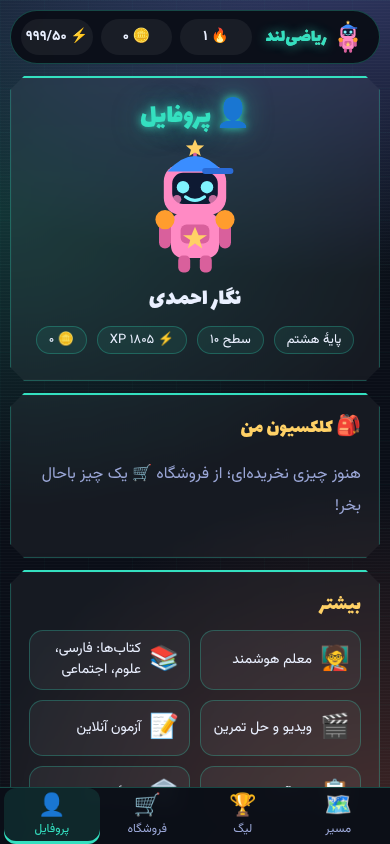 ریاضی‌لند
۱
۰
۹۹۹/۵۰
پروفایل
نگار احمدی
پایهٔ هشتم
سطح ۱۰
۱۸۰۵ XP
۰
کلکسیون من
هنوز چیزی نخریده‌ای؛ از فروشگاه یک چیز باحال
بخر!
بیشتر
معلم هوشمند
کتاب‌ها: فارسی،
علوم، اجتماعی
ویدیو و حل تمرین
آزمون آنلاین
مسیر
لیگ
فروشگاه
پروفایل